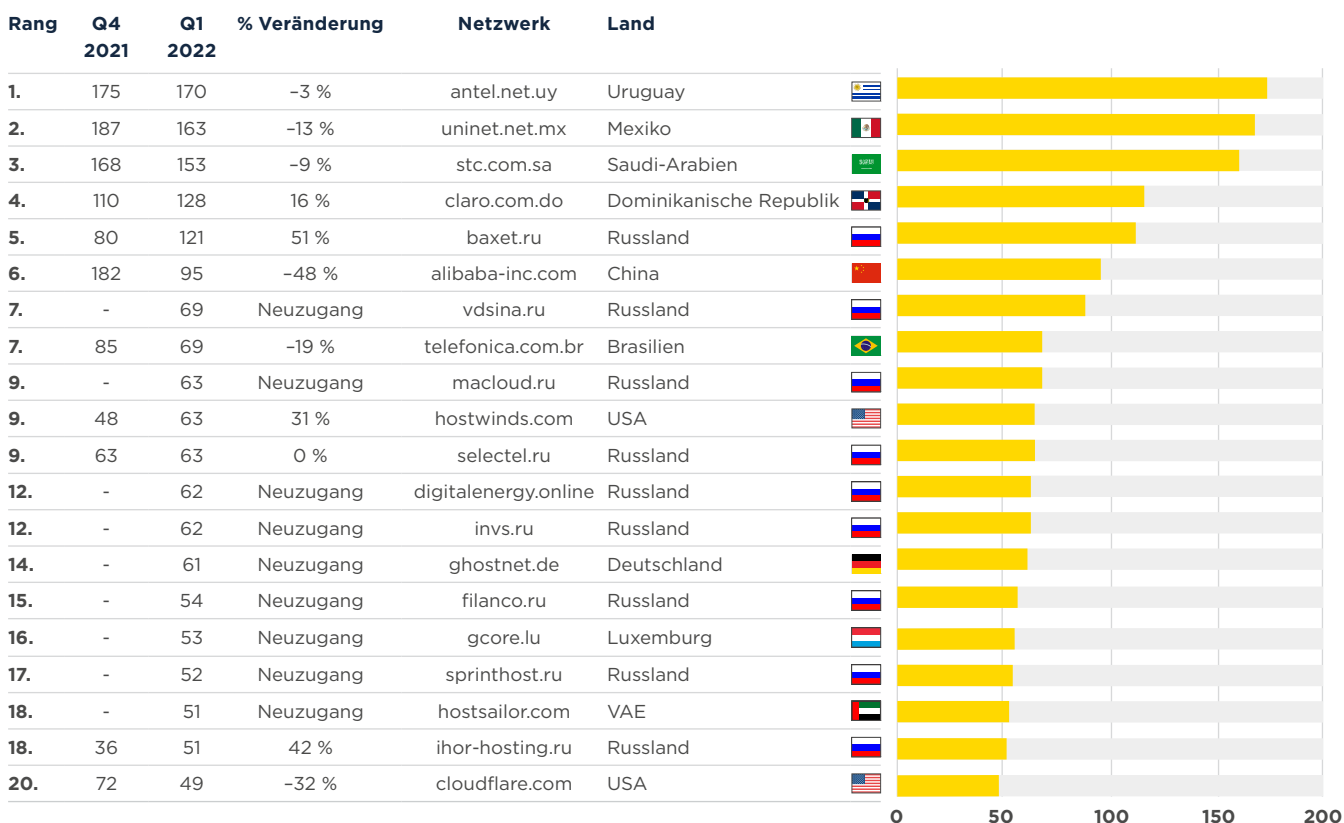 Rang Q4 2021 Q1 2022 % Veränderung Netzwerk Land
1. 175 170 –3 % antel.net.uy Uruguay
2. 187 163 –13 % uninet.net.mx Mexiko
3. 168 153 –9 % stc.com.sa Saudi-Arabien
4. 110 128 16 % claro.com.do Dominikanische Republik
5. 80 121 51 % baxet.ru Russland
6. 182 95 –48 % alibaba-inc.com China
7. - 69 Neuzugang vdsina.ru Russland
7. 85 69 –19 % telefonica.com.br Brasilien
9. - 63 Neuzugang macloud.ru Russland
9. 48 63 31 % hostwinds.com USA
9. 63 63 0 % selectel.ru Russland
12. - 62 Neuzugang digitalenergy.online Russland
12. - 62 Neuzugang invs.ru Russland
14. - 61 Neuzugang ghostnet.de Deutschland
15. - 54 Neuzugang filanco.ru Russland
16. - 53 Neuzugang gcore.lu Luxemburg
17. - 52 Neuzugang sprinthost.ru Russland
18. - 51 Neuzugang hostsailor.com VAE
18. 36 51 42 % ihor-hosting.ru Russland
20. 72 49 –32 % cloudflare.com USA
0 50 100 150 200